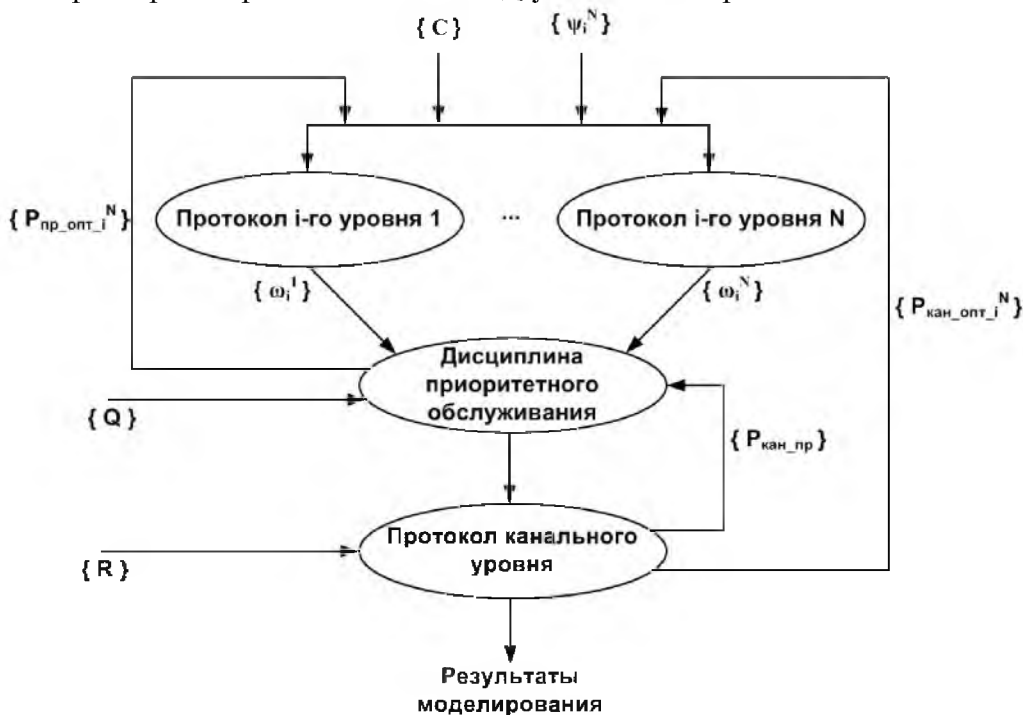 { C } { ψᵢᴺ }
{ Pпр_опт_iᴺ }
Протокол i-го уровня 1 ... Протокол i-го уровня N
{ ωᵢ¹ } { ωᵢᴺ }
{ Pкан_опт_iᴺ }
Дисциплина
приоритетного
обслуживания
{ Q }
{ Pкан_пр }
Протокол канального
уровня
{ R }
Результаты
моделирования